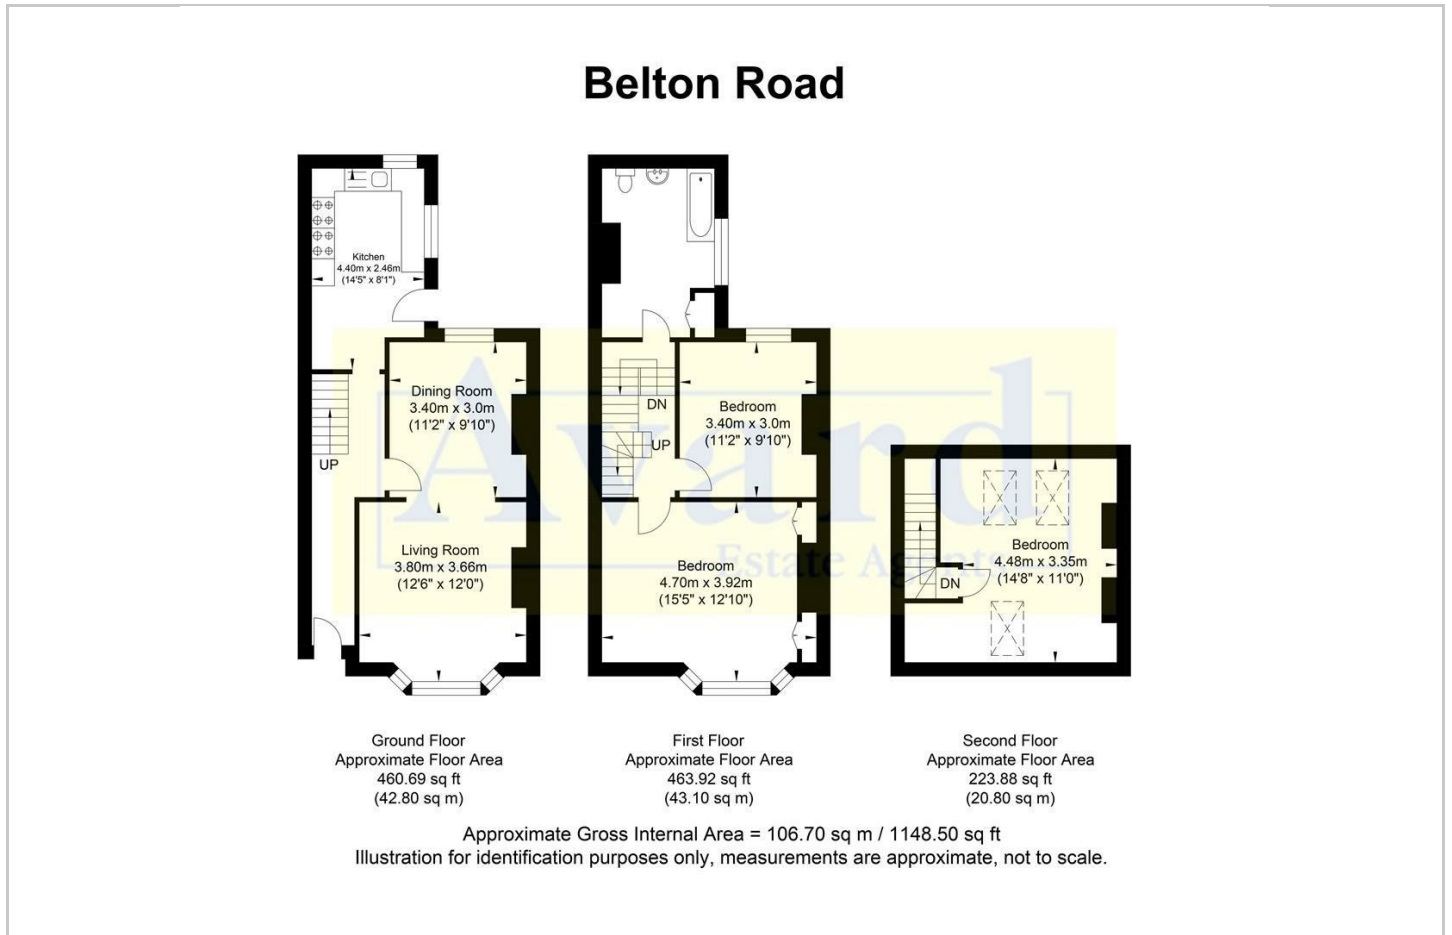 Belton Road
Kitchen
4.40m x 2.46m
(14'5" x 8'1")
Dining Room
3.40m x 3.0m
(11'2" x 9'10")
UP
Living Room
3.80m x 3.66m
(12'6" x 12'0")
DN
UP
Bedroom
3.40m x 3.0m
(11'2" x 9'10")
Bedroom
4.70m x 3.92m
(15'5" x 12'10")
Bedroom
4.48m x 3.35m
(14'8" x 11'0")
DN
Avard
Estate Agents
Ground Floor
Approximate Floor Area
460.69 sq ft
(42.80 sq m)
First Floor
Approximate Floor Area
463.92 sq ft
(43.10 sq m)
Second Floor
Approximate Floor Area
223.88 sq ft
(20.80 sq m)
Approximate Gross Internal Area = 106.70 sq m / 1148.50 sq ft
Illustration for identification purposes only, measurements are approximate, not to scale.